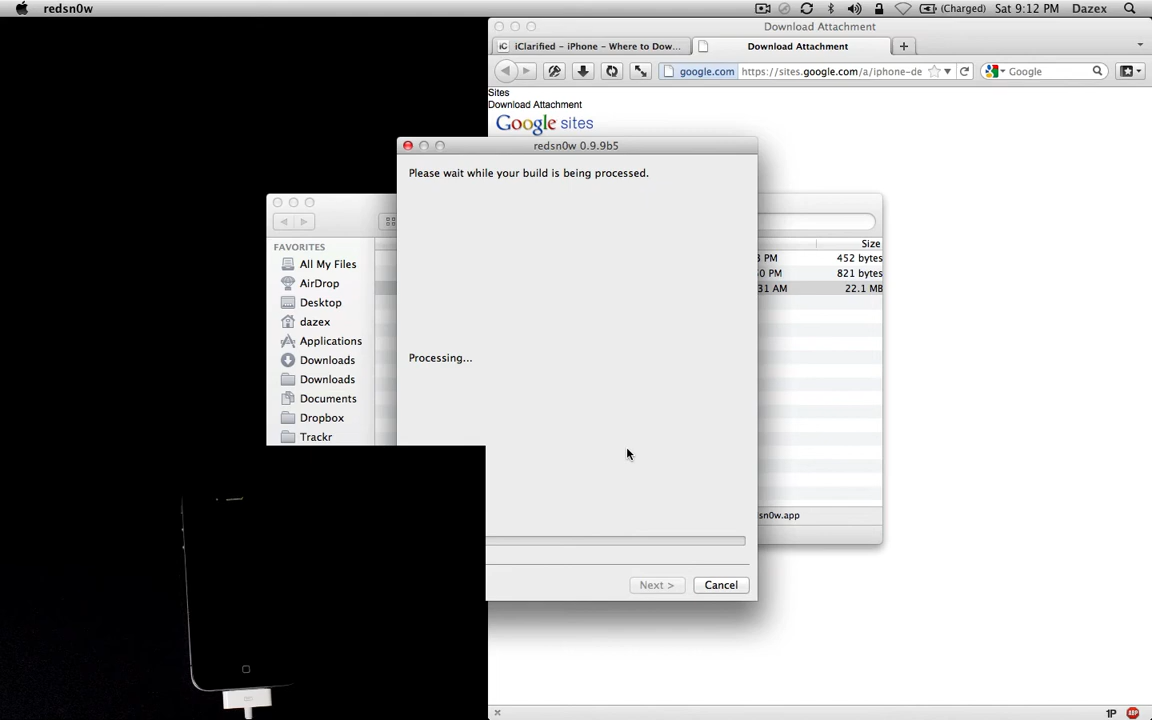 redsn0w
(Charged) Sat 9:12 PM Dazex
Download Attachment
iClarified - iPhone - Where to Dow...
Download Attachment
google.com https://sites.google.com/a/iphone-de
Google
Sites
Download Attachment
Google sites
redsn0w 0.9.9b5
Please wait while your build is being processed.
Size
FAVORITES
PM 452 bytes
All My Files
0 PM 821 bytes
AirDrop
31 AM 22.1 MB
Desktop
dazex
Applications
Processing...
Downloads
Downloads
Documents
Dropbox
Trackr
sn0w.app
Next >
Cancel
1P ABP